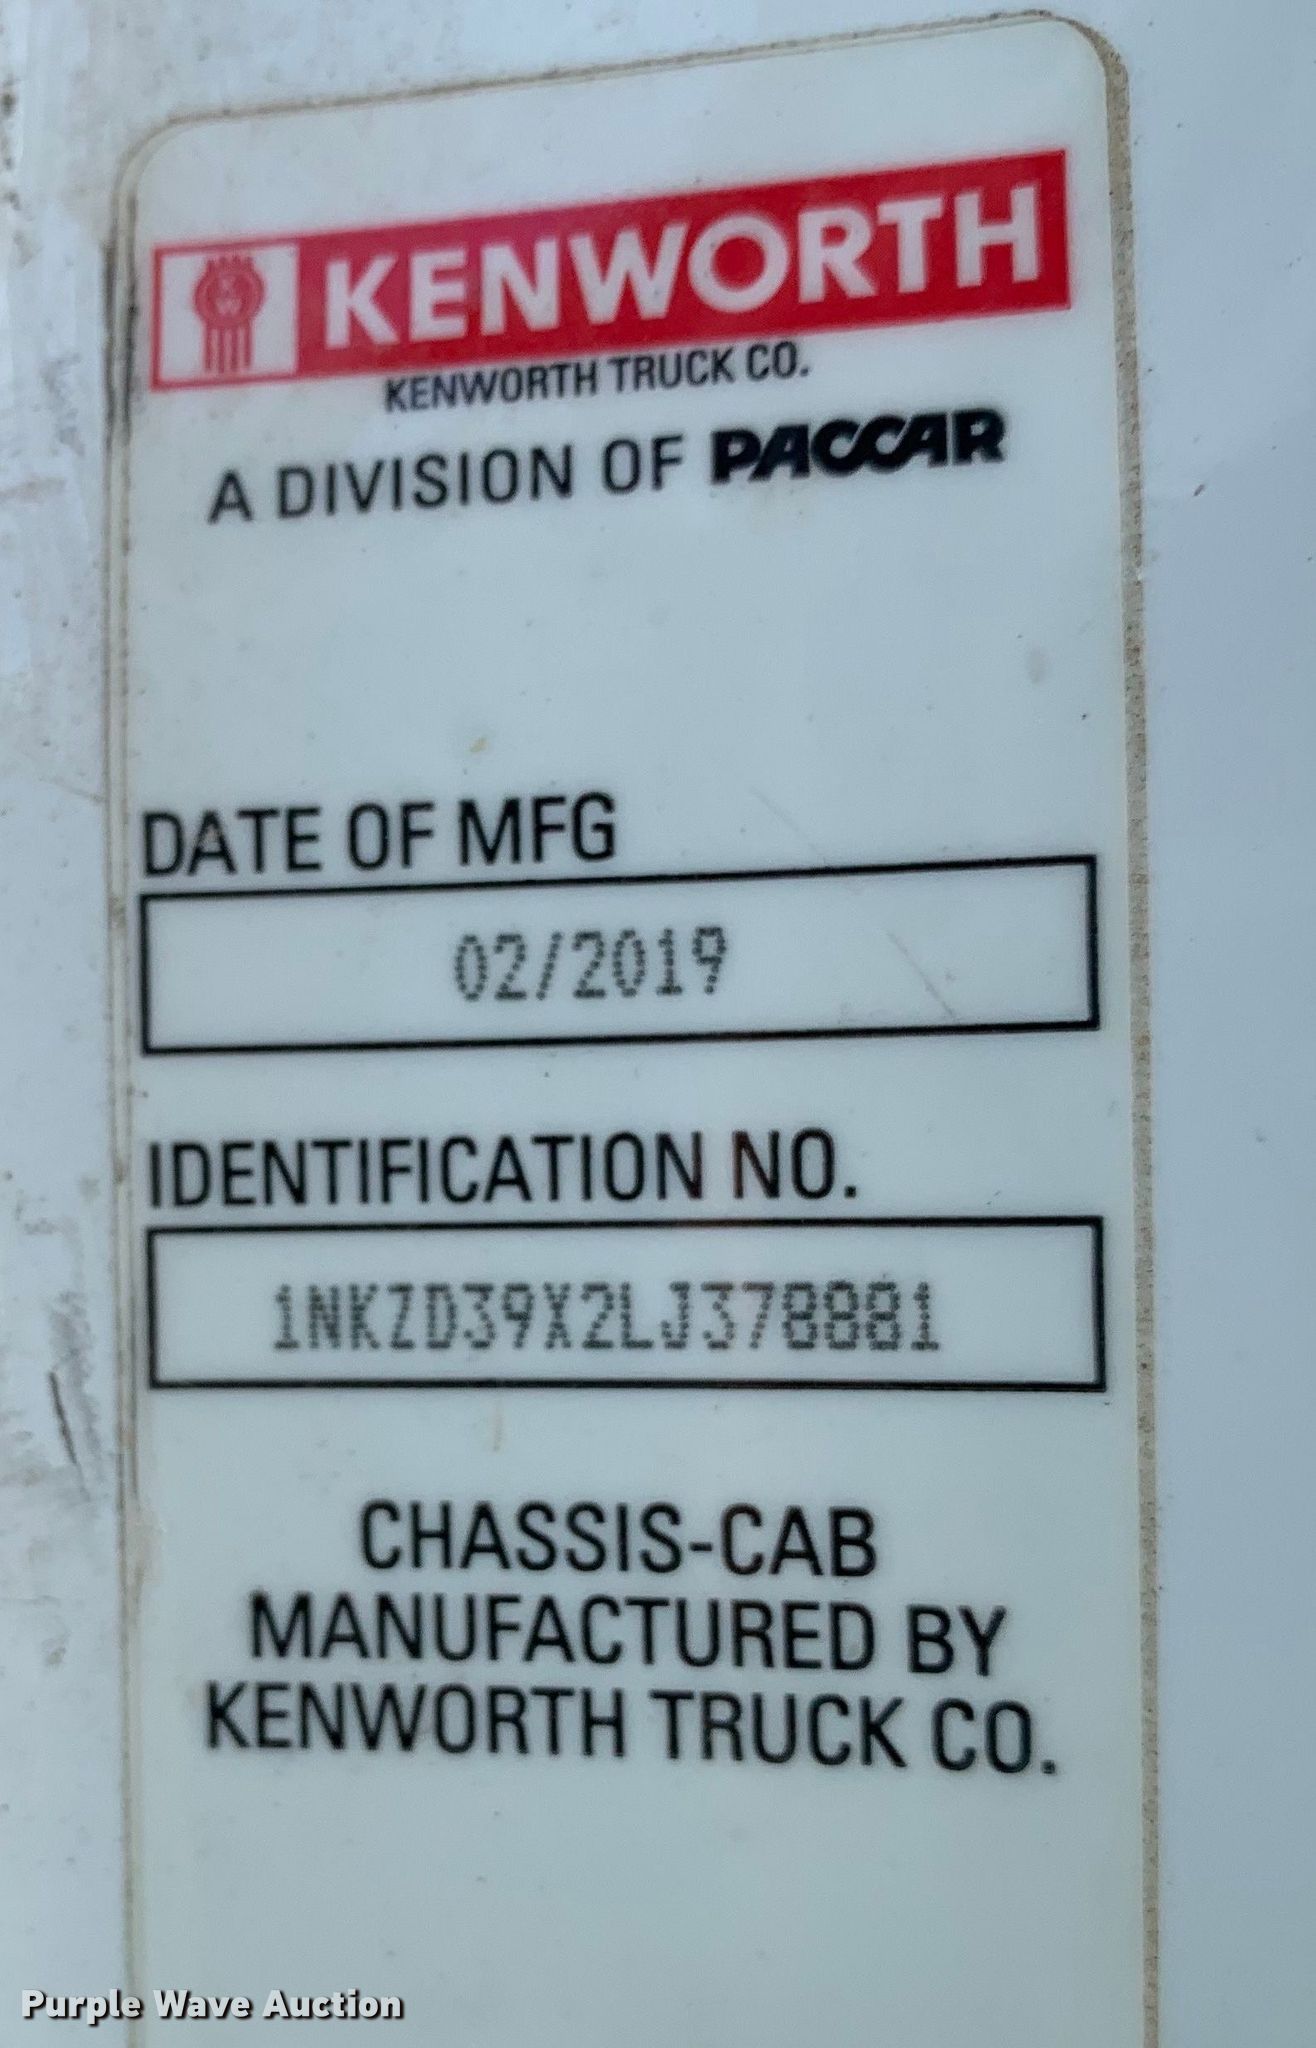 KW
KENWORTH
KENWORTH TRUCK CO.
A DIVISION OF PACCAR
DATE OF MFG
02/2019
IDENTIFICATION NO.
1NKZD39X2LJ378881
CHASSIS-CAB
MANUFACTURED BY
KENWORTH TRUCK CO.
Purple Wave Auction